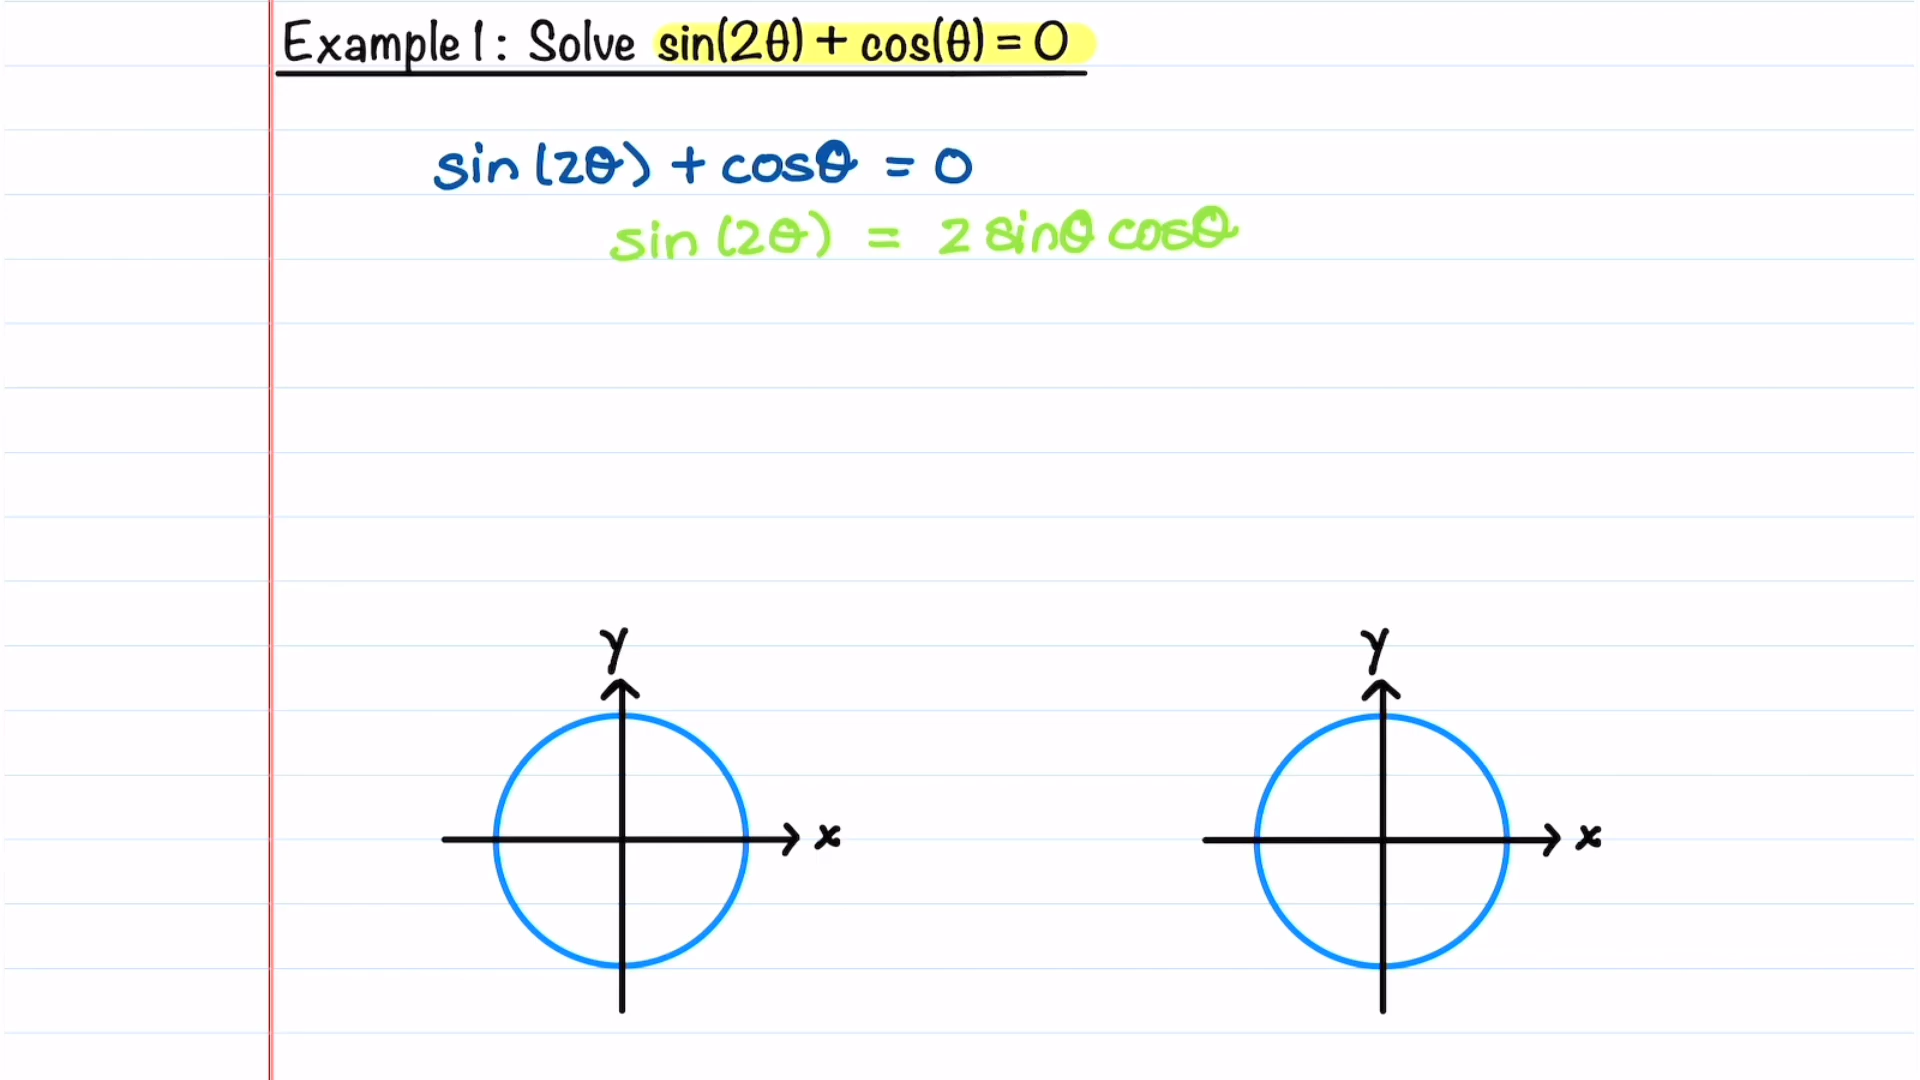 Example 1: Solve sin(2θ) + cos(θ) = 0
sin (2θ) + cosθ = 0
sin (2θ) = 2 sinθ cosθ
y
x
y
x